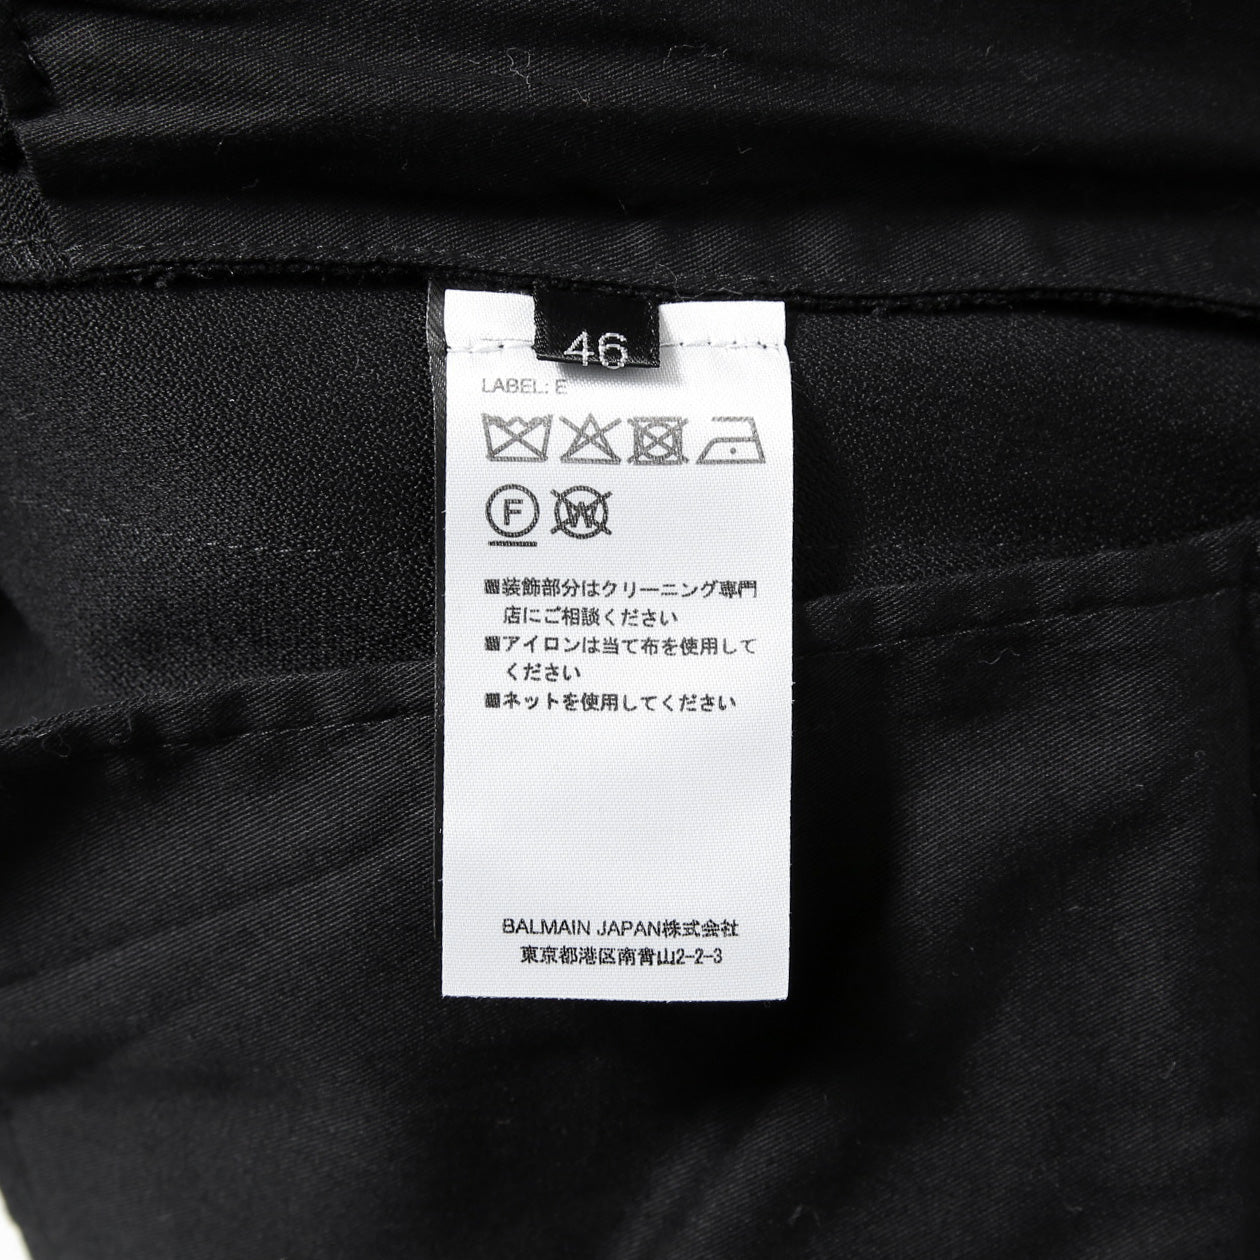 46
LABEL: E
F W
■装飾部分はクリーニング専門
店にご相談ください
■アイロンは当て布を使用して
ください
■ネットを使用してください
BALMAIN JAPAN株式会社
東京都港区南青山2-2-3